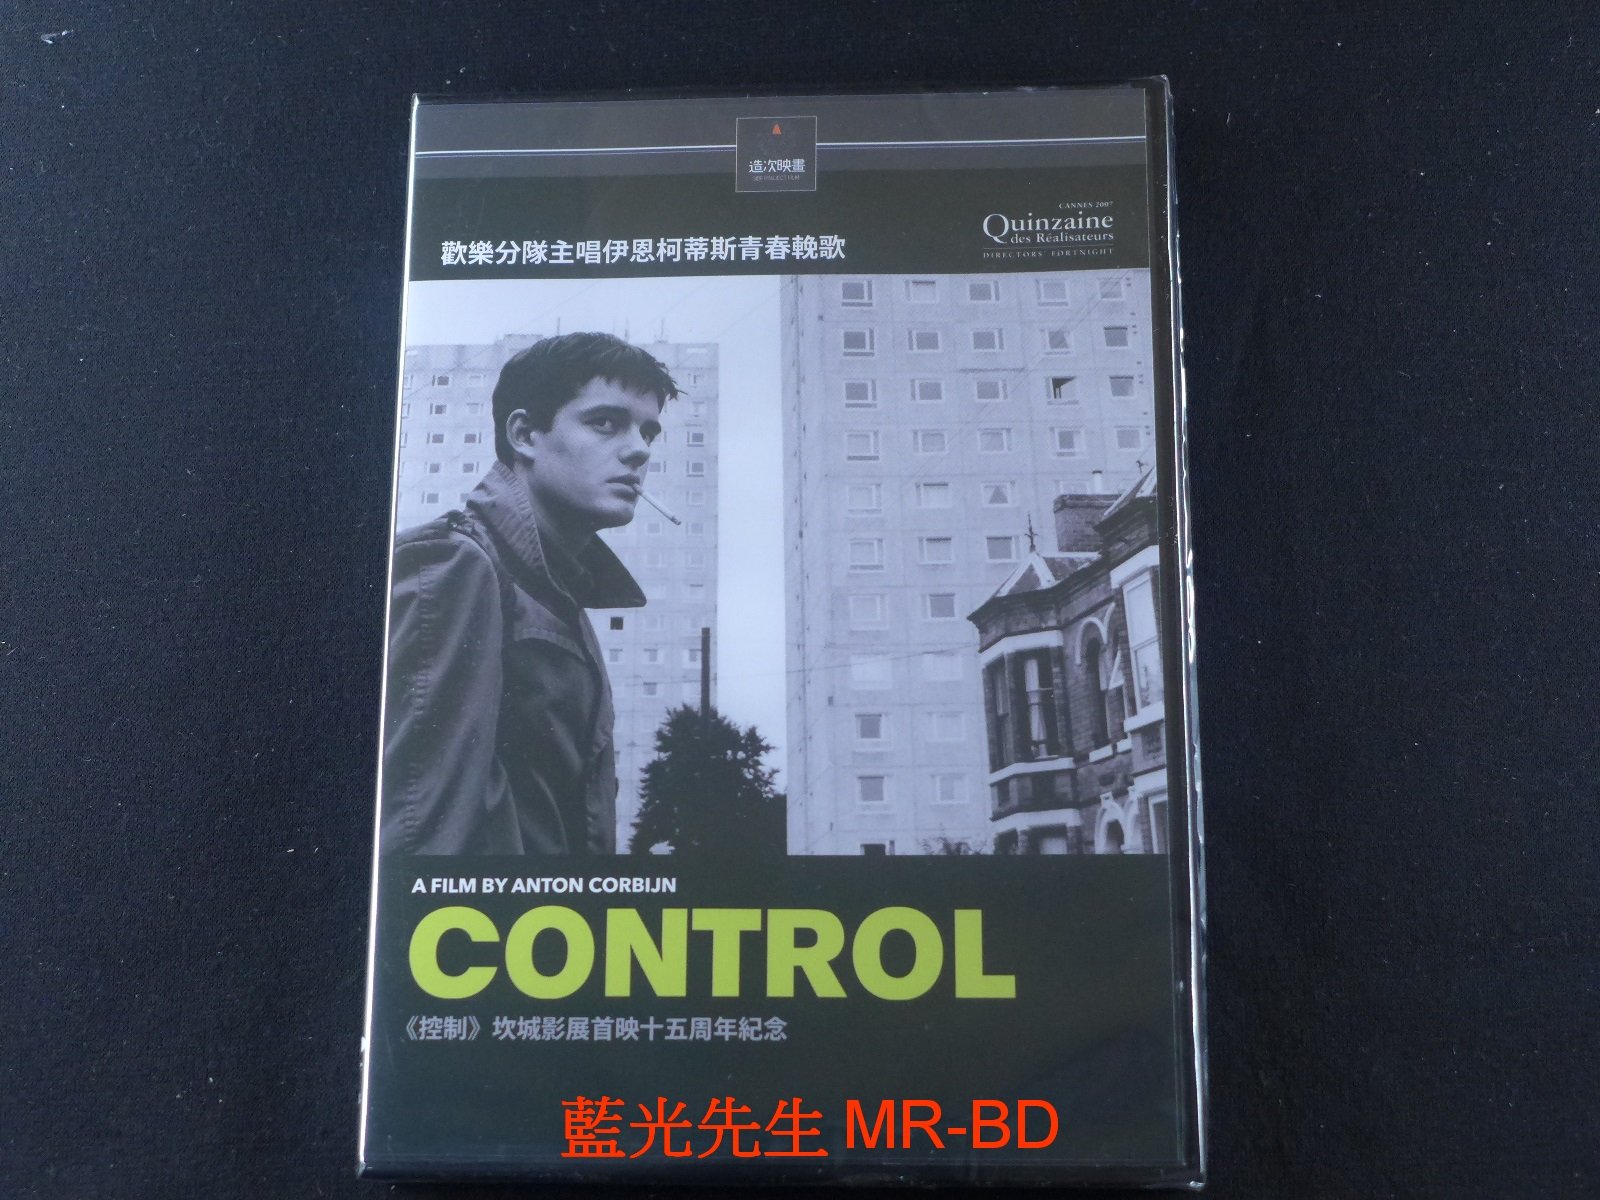 造次映畫
CANNES 2007
Quinzaine
des Réalisateurs
DIRECTORS' FORTNIGHT
歡樂分隊主唱伊恩柯蒂斯青春輓歌
A FILM BY ANTON CORBIJN
CONTROL
《控制》坎城影展首映十五周年紀念
藍光先生 MR-BD